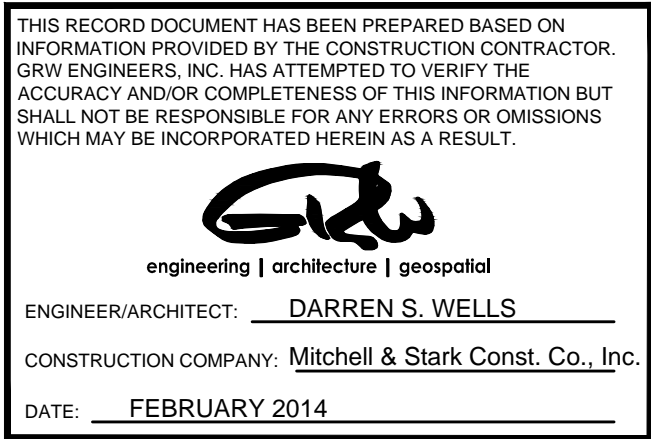 THIS RECORD DOCUMENT HAS BEEN PREPARED BASED ON
INFORMATION PROVIDED BY THE CONSTRUCTION CONTRACTOR.
GRW ENGINEERS, INC. HAS ATTEMPTED TO VERIFY THE
ACCURACY AND/OR COMPLETENESS OF THIS INFORMATION BUT
SHALL NOT BE RESPONSIBLE FOR ANY ERRORS OR OMISSIONS
WHICH MAY BE INCORPORATED HEREIN AS A RESULT.
GRW
engineering | architecture | geospatial
ENGINEER/ARCHITECT: DARREN S. WELLS
CONSTRUCTION COMPANY: Mitchell & Stark Const. Co., Inc.
DATE: FEBRUARY 2014